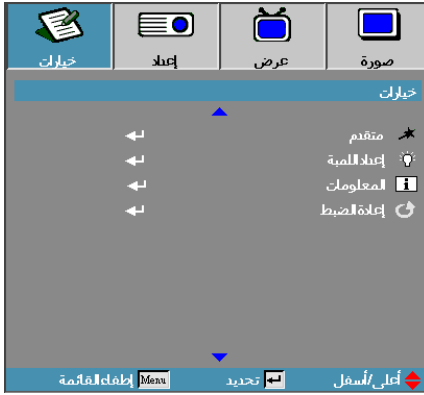 صورة عرض إعداد خيارات
خيارات
متقدم
إعداد اللمبة
المعلومات
إعادة الضبط
أعلى/أسفل تحديد Menu إطفاء القائمة